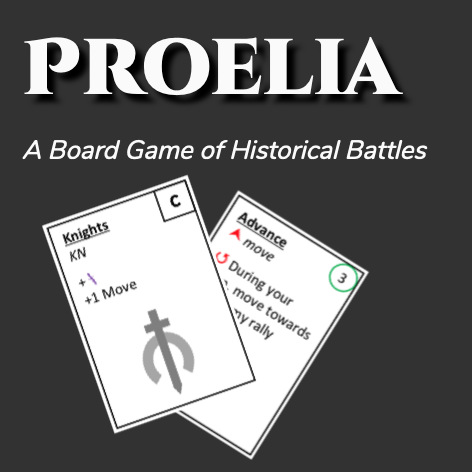 PROELIA
A Board Game of Historical Battles
C
Knights
KN
+
+1 Move
Advance
move
3
During your
move towards
rally